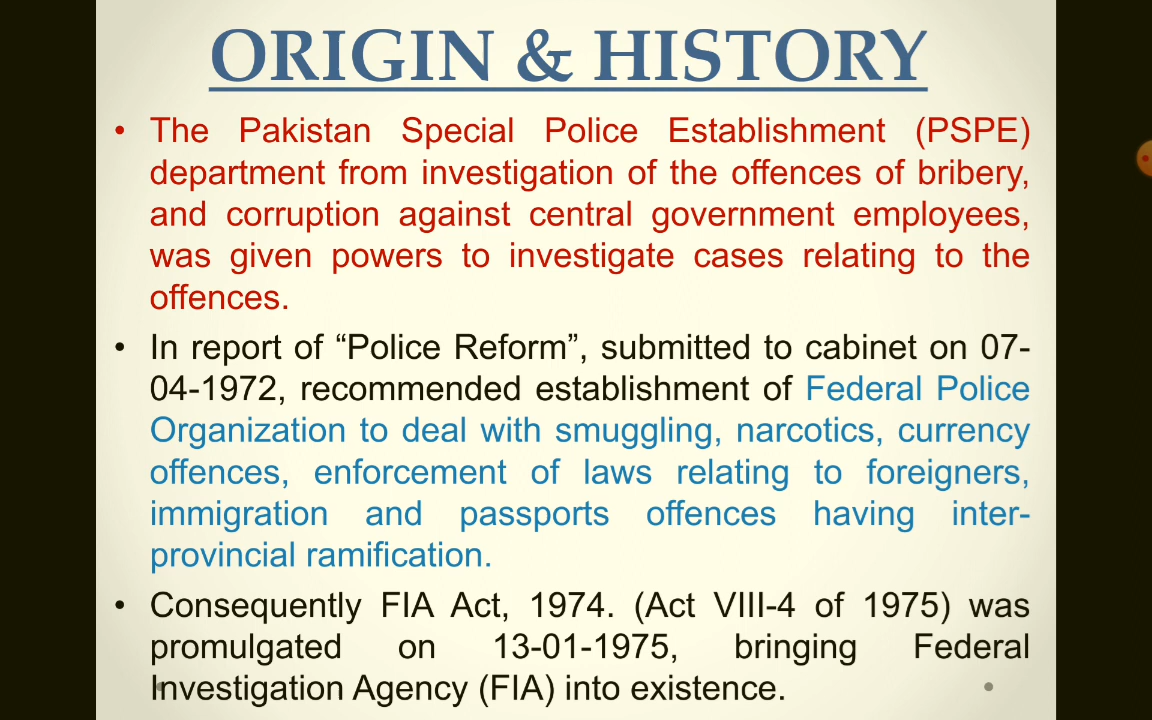 ORIGIN & HISTORY
• The Pakistan Special Police Establishment (PSPE)
department from investigation of the offences of bribery,
and corruption against central government employees,
was given powers to investigate cases relating to the
offences.
• In report of “Police Reform”, submitted to cabinet on 07-
04-1972, recommended establishment of Federal Police
Organization to deal with smuggling, narcotics, currency
offences, enforcement of laws relating to foreigners,
immigration and passports offences having inter-
provincial ramification.
• Consequently FIA Act, 1974. (Act VIII-4 of 1975) was
promulgated on 13-01-1975, bringing Federal
Investigation Agency (FIA) into existence.